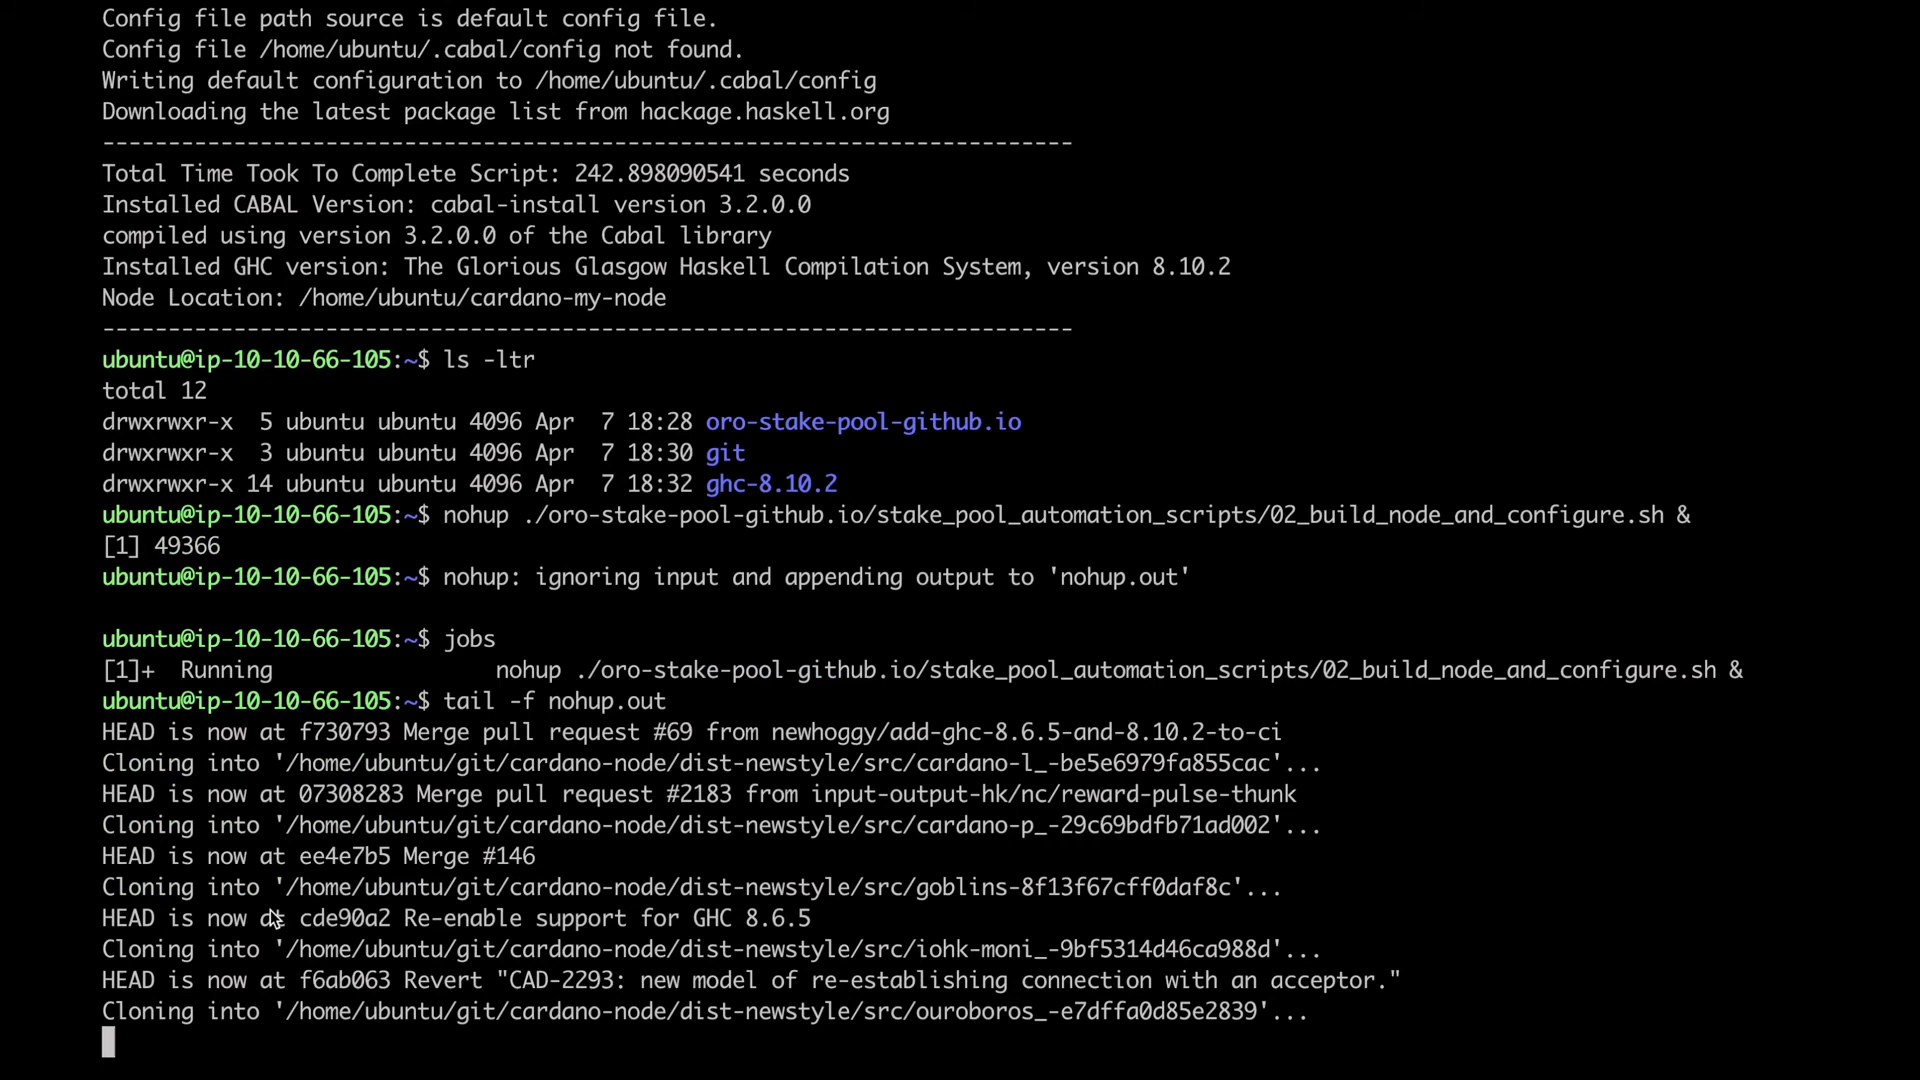 Config file path source is default config file.
Config file /home/ubuntu/.cabal/config not found.
Writing default configuration to /home/ubuntu/.cabal/config
Downloading the latest package list from hackage.haskell.org
--------------------------------------------------------------------------
Total Time Took To Complete Script: 242.898090541 seconds
Installed CABAL Version: cabal-install version 3.2.0.0
compiled using version 3.2.0.0 of the Cabal library
Installed GHC version: The Glorious Glasgow Haskell Compilation System, version 8.10.2
Node Location: /home/ubuntu/cardano-my-node
--------------------------------------------------------------------------
ubuntu@ip-10-10-66-105:~$ ls -ltr
total 12
drwxrwxr-x  5 ubuntu ubuntu 4096 Apr  7 18:28 oro-stake-pool-github.io
drwxrwxr-x  3 ubuntu ubuntu 4096 Apr  7 18:30 git
drwxrwxr-x 14 ubuntu ubuntu 4096 Apr  7 18:32 ghc-8.10.2
ubuntu@ip-10-10-66-105:~$ nohup ./oro-stake-pool-github.io/stake_pool_automation_scripts/02_build_node_and_configure.sh &
[1] 49366
ubuntu@ip-10-10-66-105:~$ nohup: ignoring input and appending output to 'nohup.out'
ubuntu@ip-10-10-66-105:~$ jobs
[1]+  Running                 nohup ./oro-stake-pool-github.io/stake_pool_automation_scripts/02_build_node_and_configure.sh &
ubuntu@ip-10-10-66-105:~$ tail -f nohup.out
HEAD is now at f730793 Merge pull request #69 from newhoggy/add-ghc-8.6.5-and-8.10.2-to-ci
Cloning into '/home/ubuntu/git/cardano-node/dist-newstyle/src/cardano-l_-be5e6979fa855cac'...
HEAD is now at 07308283 Merge pull request #2183 from input-output-hk/nc/reward-pulse-thunk
Cloning into '/home/ubuntu/git/cardano-node/dist-newstyle/src/cardano-p_-29c69bdfb71ad002'...
HEAD is now at ee4e7b5 Merge #146
Cloning into '/home/ubuntu/git/cardano-node/dist-newstyle/src/goblins-8f13f67cff0daf8c'...
HEAD is now at cde90a2 Re-enable support for GHC 8.6.5
Cloning into '/home/ubuntu/git/cardano-node/dist-newstyle/src/iohk-moni_-9bf5314d46ca988d'...
HEAD is now at f6ab063 Revert "CAD-2293: new model of re-establishing connection with an acceptor."
Cloning into '/home/ubuntu/git/cardano-node/dist-newstyle/src/ouroboros_-e7dffa0d85e2839'...